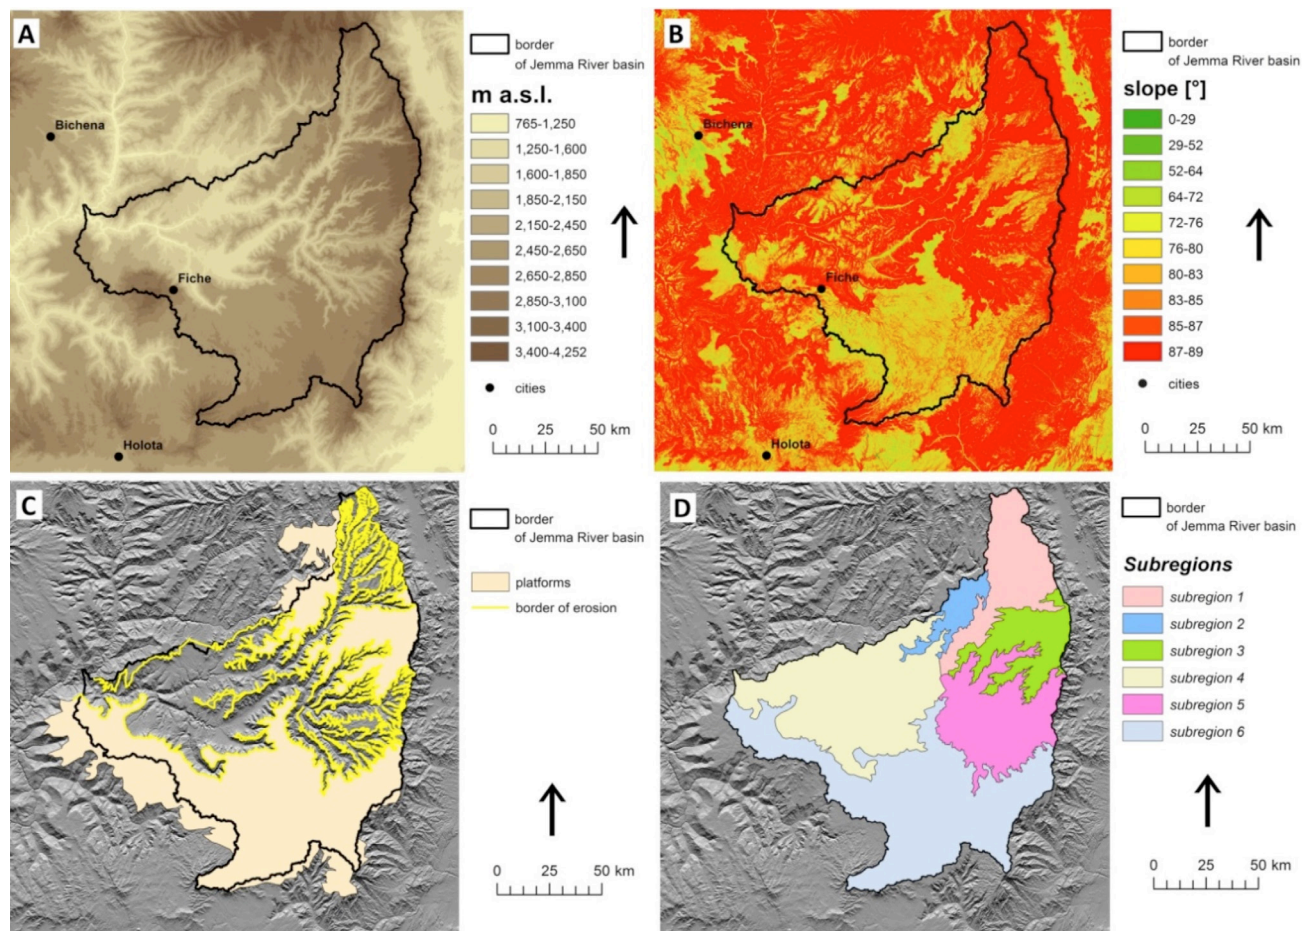 A
Bichena
Fiche
Holota
border
of Jemma River basin
m a.s.l.
765-1,250
1,250-1,600
1,600-1,850
1,850-2,150
2,150-2,450
2,450-2,650
2,650-2,850
2,850-3,100
3,100-3,400
3,400-4,252
cities
0 25 50 km
B
Bichena
Fiche
Holota
border
of Jemma River basin
slope [°]
0-29
29-52
52-64
64-72
72-76
76-80
80-83
83-85
85-87
87-89
cities
0 25 50 km
C
border
of Jemma River basin
platforms
border of erosion
0 25 50 km
D
border
of Jemma River basin
Subregions
subregion 1
subregion 2
subregion 3
subregion 4
subregion 5
subregion 6
0 25 50 km